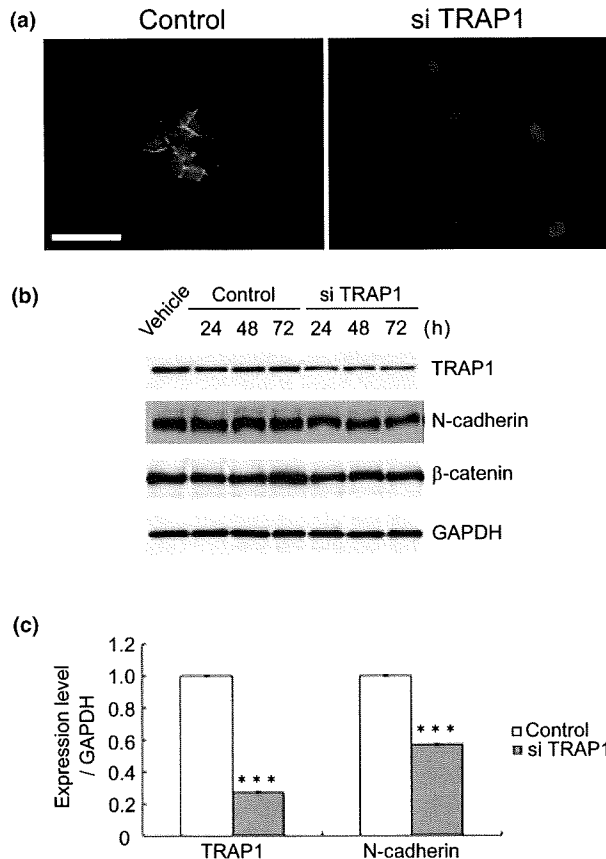 (a)
Control
si TRAP1
(b)
Vehicle
Control
si TRAP1
24 48 72 24 48 72 (h)
TRAP1
N-cadherin
β-catenin
GAPDH
(c)
Expression level
/ GAPDH
1.2
1.0
0.8
0.6
0.4
0.2
0
***
***
TRAP1
N-cadherin
Control
si TRAP1